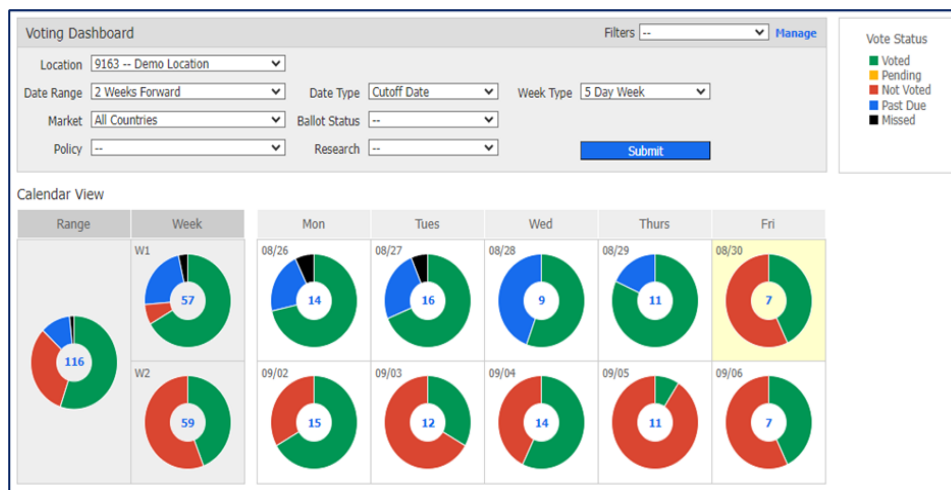 Voting Dashboard Filters -- Manage
Location 9163 -- Demo Location
Date Range 2 Weeks Forward Date Type Cutoff Date Week Type 5 Day Week
Market All Countries Ballot Status --
Policy -- Research -- Submit
Vote Status
Voted
Pending
Not Voted
Past Due
Missed
Calendar View
Range Week Mon Tues Wed Thurs Fri
W1 08/26 08/27 08/28 08/29 08/30
57 14 16 9 11 7
116
W2 09/02 09/03 09/04 09/05 09/06
59 15 12 14 11 7